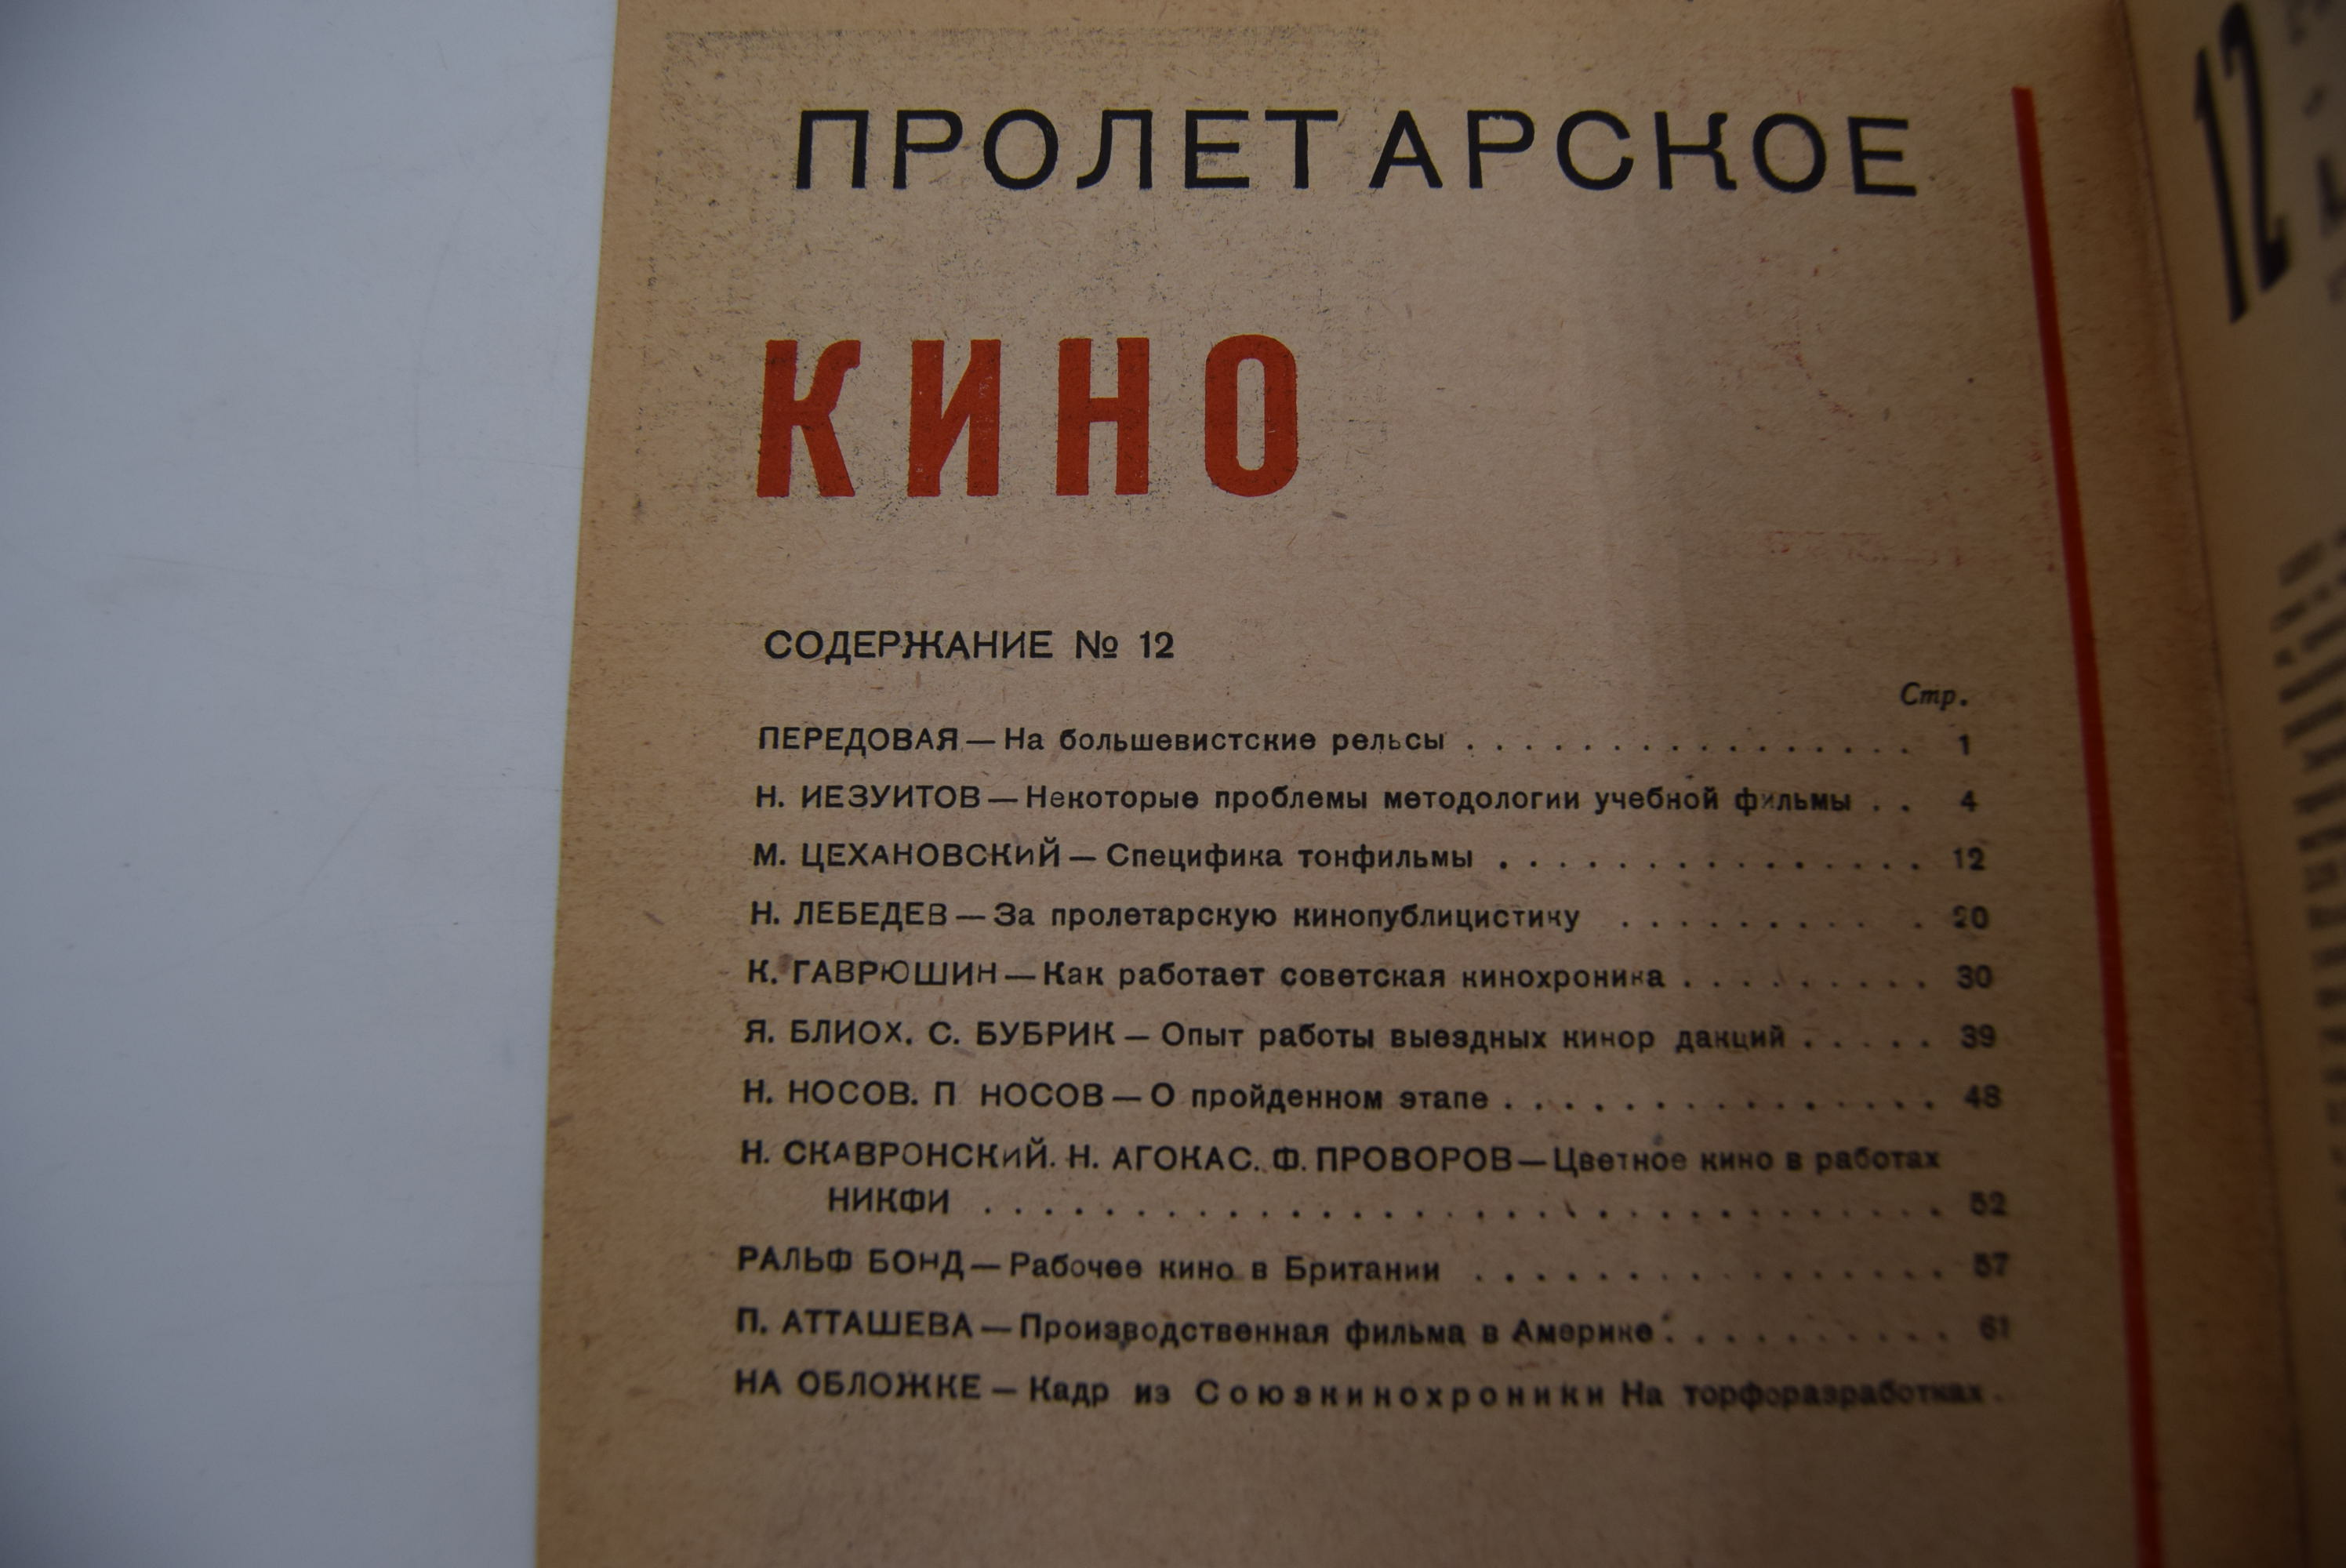 ПРОЛЕТАРСКОЕ
КИНО
СОДЕРЖАНИЕ № 12
Стр.
ПЕРЕДОВАЯ — На большевистские рельсы . . . . . . . . . . . . . . . . 1
Н. ИЕЗУИТОВ — Некоторые проблемы методологии учебной фильмы . . 4
М. ЦЕХАНОВСКИЙ — Специфика тонфильмы . . . . . . . . . . . . . . . 12
Н. ЛЕБЕДЕВ — За пролетарскую кинопублицистику . . . . . . . . . . 20
К. ГАВРЮШИН — Как работает советская кинохроника . . . . . . . . . 30
Я. БЛИОХ. С. БУБРИК — Опыт работы выездных кинор дакций . . . . . 39
Н. НОСОВ. П НОСОВ — О пройденном этапе . . . . . . . . . . . . . . . 48
Н. СКАВРОНСКИЙ. Н. АГОКАС. Ф. ПРОВОРОВ — Цветное кино в работах
НИКФИ . . . . . . . . . . . . . . . . . . . . . . . . . . . . . . . . 52
РАЛЬФ БОНД — Рабочее кино в Британии . . . . . . . . . . . . . . . . 57
П. АТТАШЕВА — Производственная фильма в Америке . . . . . . . . . . 61
НА ОБЛОЖКЕ — Кадр из Союзкинохроники На торфоразработках.
12